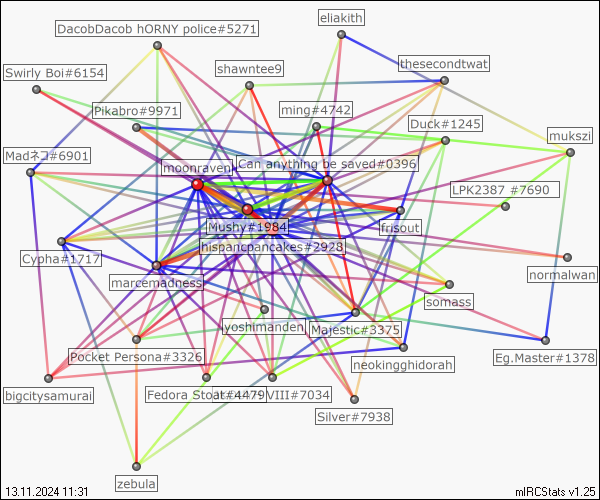 eliakith
DacobDacob hORNY police#5271
thesecondtwat
shawntee9
Swirly Boi#6154
Pikabro#9971
ming#4742
Duck#1245
mukszi
Madネコ#6901
moonraven
Can anything be saved#0396
LPK2387 #7690
Mushy#1984
frisout
Cypha#1717
hispancpancakes#2928
normalwan
marcemadness
somass
yoshimanden
Majestic#3375
Pocket Persona#3326
Eg.Master#1378
neokingghidorah
bigcitysamurai
Fedora Stoat#4479
VIII#7034
Silver#7938
zebula
13.11.2024 11:31
mIRCStats v1.25